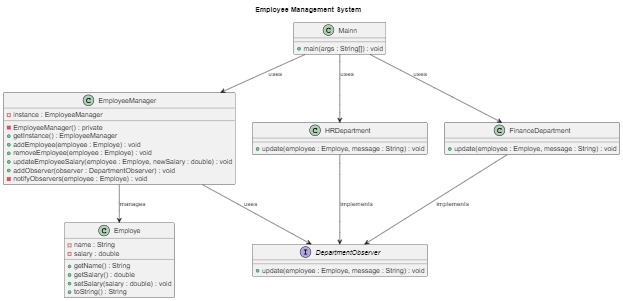 Employee Management System
C Mainn
main(args : String[]) : void
uses
uses
uses
C EmployeeManager
instance : EmployeeManager
EmployeeManager() : private
getInstance() : EmployeeManager
addEmployee(employee : Employe) : void
removeEmployee(employee : Employe) : void
updateEmployeeSalary(employee : Employe, newSalary : double) : void
addObserver(observer : DepartmentObserver) : void
notifyObservers(employee : Employe) : void
C HRDepartment
update(employee : Employe, message : String) : void
C FinanceDepartment
update(employee : Employe, message : String) : void
manages
uses
implements
implements
C Employe
name : String
salary : double
getName() : String
getSalary() : double
setSalary(salary : double) : void
toString() : String
I DepartmentObserver
update(employee : Employe, message : String) : void